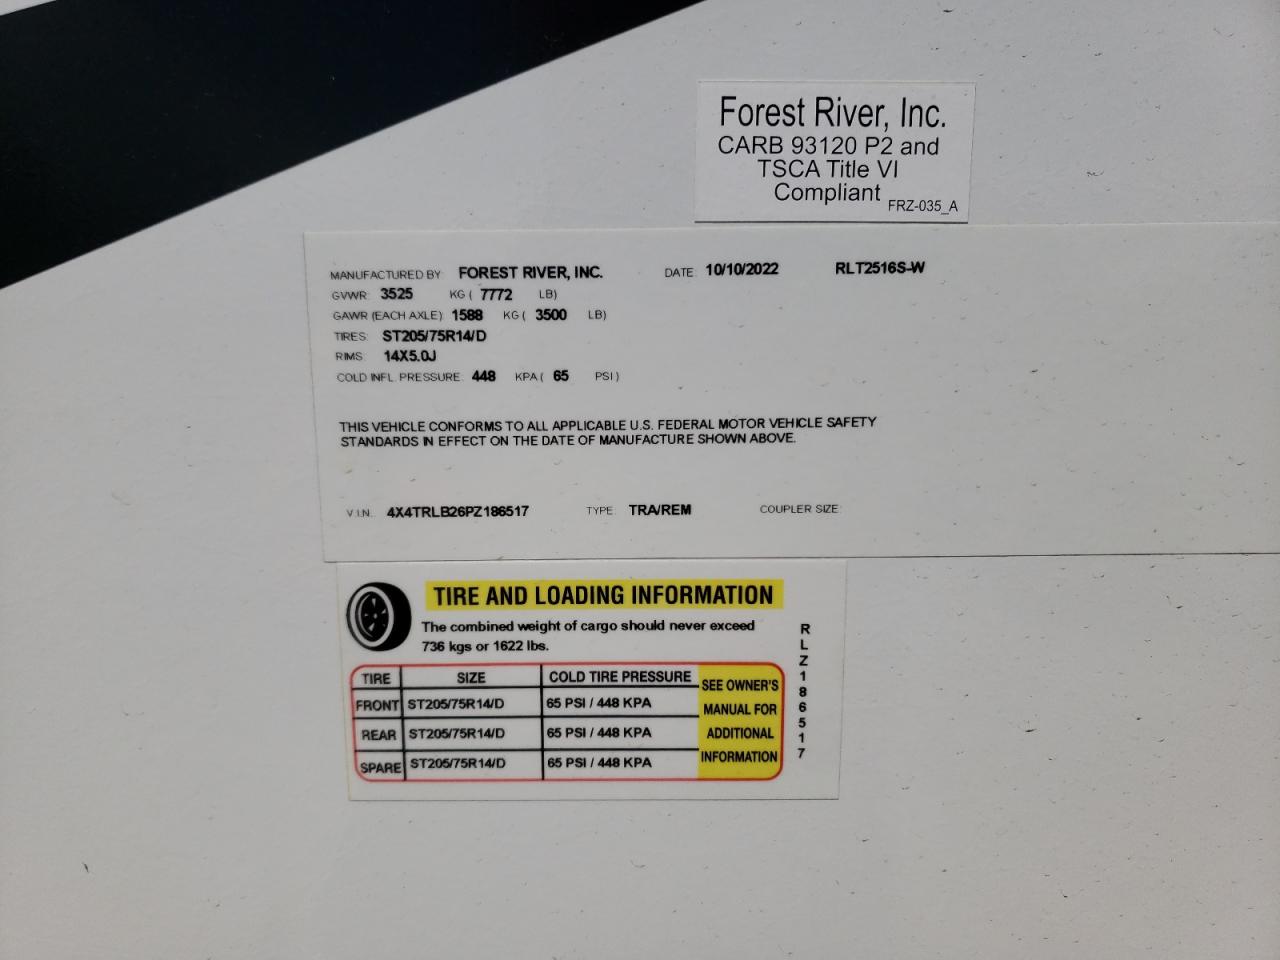 Forest River, Inc.
CARB 93120 P2 and
TSCA Title VI
Compliant FRZ-035_A
MANUFACTURED BY: FOREST RIVER, INC. DATE: 10/10/2022 RLT2516S-W
GVWR: 3525 KG ( 7772 LB)
GAWR (EACH AXLE): 1588 KG ( 3500 LB)
TIRES: ST205/75R14/D
RIMS: 14X5.0J
COLD INFL. PRESSURE: 448 KPA ( 65 PSI )
THIS VEHICLE CONFORMS TO ALL APPLICABLE U.S. FEDERAL MOTOR VEHICLE SAFETY
STANDARDS IN EFFECT ON THE DATE OF MANUFACTURE SHOWN ABOVE.
V.I.N.: 4X4TRLB26PZ186517 TYPE: TRA/REM COUPLER SIZE:
TIRE AND LOADING INFORMATION
The combined weight of cargo should never exceed
736 kgs or 1622 lbs.
TIRE SIZE COLD TIRE PRESSURE
FRONT ST205/75R14/D 65 PSI / 448 KPA
REAR ST205/75R14/D 65 PSI / 448 KPA
SPARE ST205/75R14/D 65 PSI / 448 KPA
SEE OWNER'S
MANUAL FOR
ADDITIONAL
INFORMATION
RLZ186517